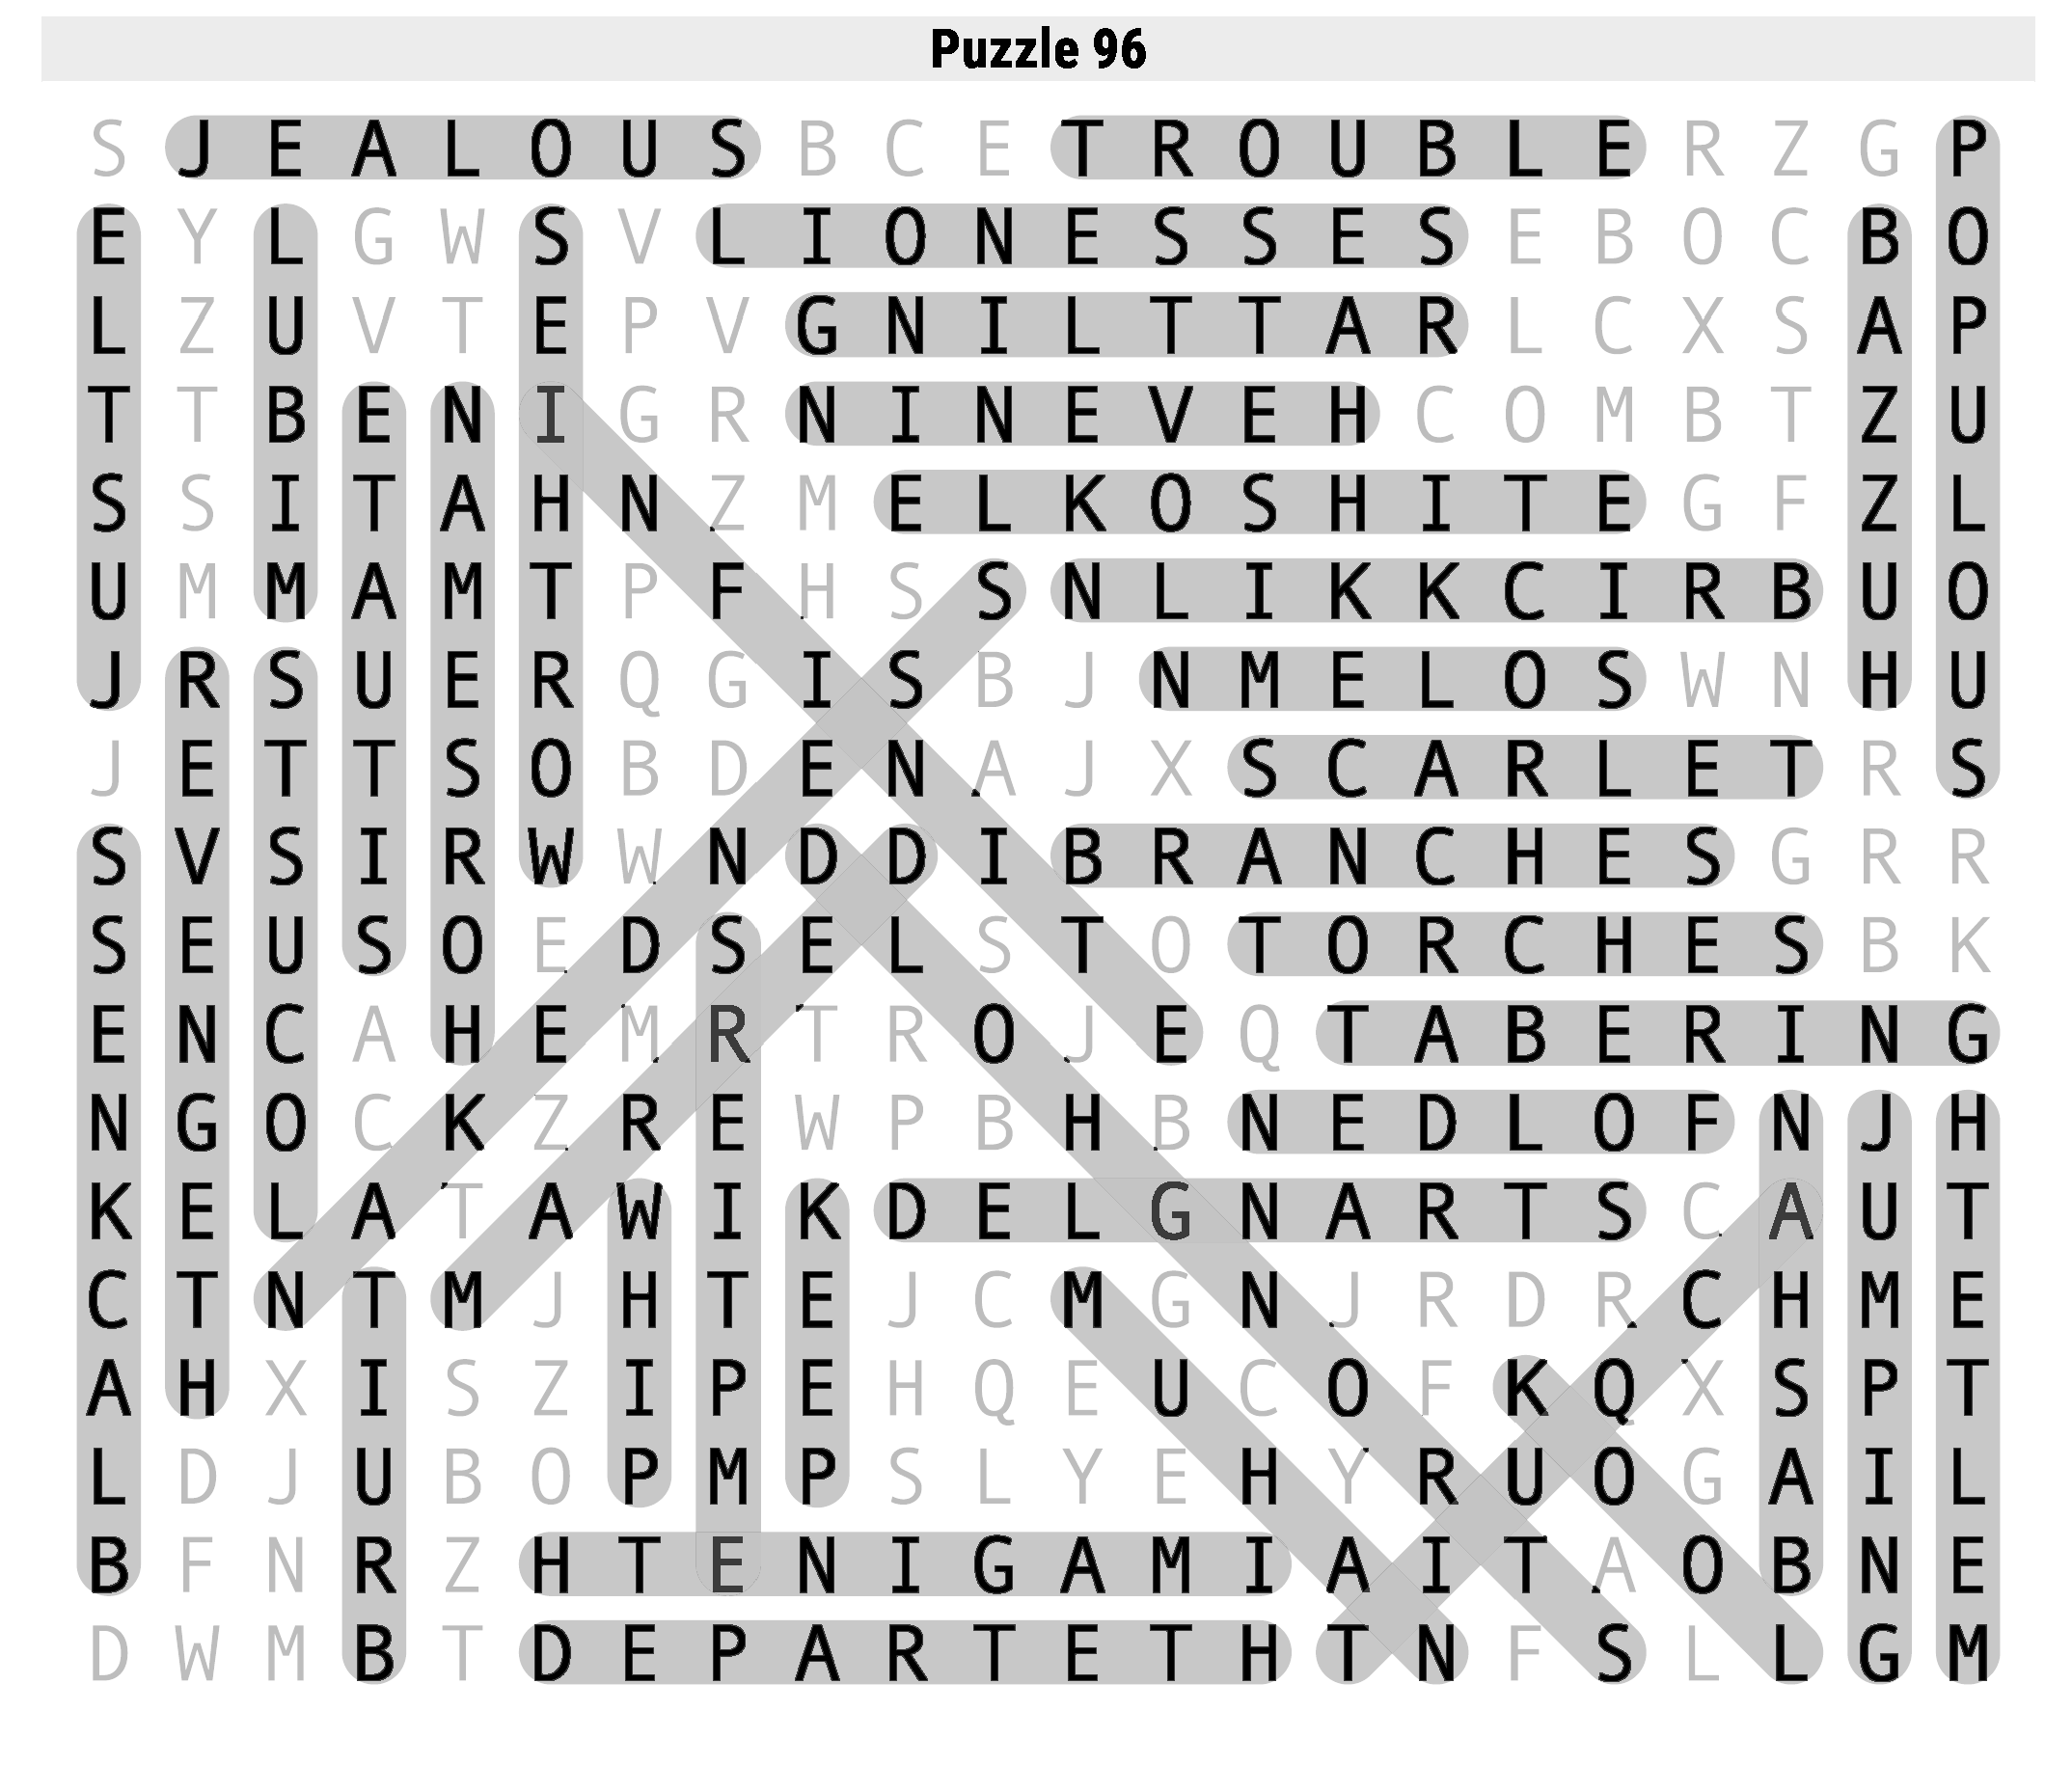 Puzzle 96
S J E A L O U S B C E T R O U B L E R Z G P
E Y L G W S V L I O N E S S E S E B O C B O
L Z U V T E P V G N I L T T A R L C X S A P
T T B E N I G R N I N E V E H C O M B T Z U
S S I T A H N Z M E L K O S H I T E G F Z L
U M M A M T P F H S S N L I K K C I R B U O
J R S U E R Q G I S B J N M E L O S W N H U
J E T T S O B D E N A J X S C A R L E T R S
S V S I R W W N D D I B R A N C H E S G R R
S E U S O E D S E L S T O T O R C H E S B K
E N C A H E M R T R O J E Q T A B E R I N G
N G O C K Z R E W P B H B N E D L O F N J H
K E L A T A W I K D E L G N A R T S C A U T
C T N T M J H T E J C M G N J R D R C H M E
A H X I S Z I P E H Q E U C O F K Q X S P T
L D J U B O P M P S L Y E H Y R U O G A I L
B F N R Z H T E N I G A M I A I T A O B N E
D W M B T D E P A R T E T H T N F S L L G M